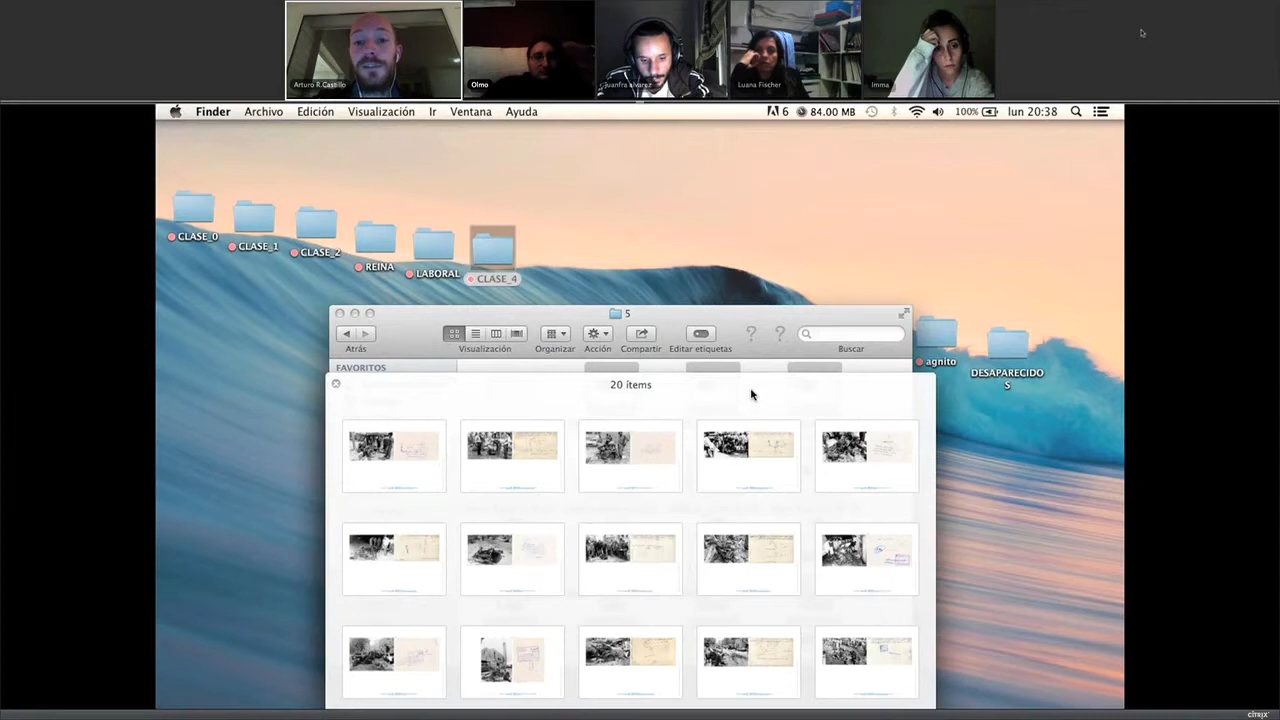 Arturo R.Castillo
Olmo
Juanfra alvarez
Luana Fischer
Imma
Finder Archivo Edición Visualización Ir Ventana Ayuda
6 84.00 MB 100% lun 20:38
CLASE_0
CLASE_1
CLASE_2
REINA
LABORAL
CLASE_4
5
Atrás Visualización Organizar Acción Compartir Editar etiquetas Buscar
FAVORITOS
20 ítems
agnito
DESAPARECIDO
S
CITRIX